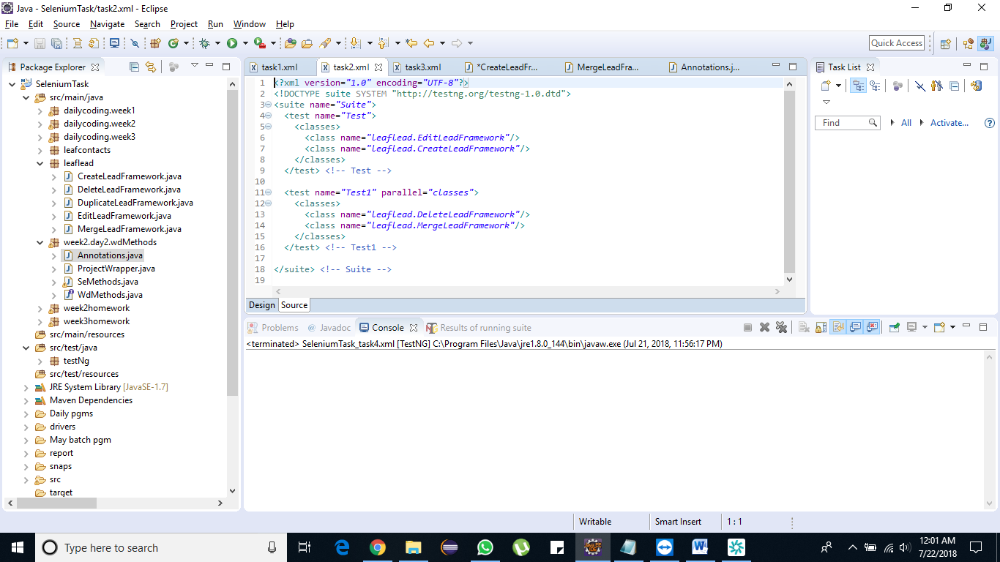 Java - SeleniumTask/task2.xml - Eclipse
File Edit Source Navigate Search Project Run Window Help
Quick Access
Package Explorer
SeleniumTask
src/main/java
dailycoding.week1
dailycoding.week2
dailycoding.week3
leafcontacts
leaflead
CreateLeadFramework.java
DeleteLeadFramework.java
DuplicateLeadFramework.java
EditLeadFramework.java
MergeLeadFramework.java
week2.day2.wdMethods
Annotations.java
ProjectWrapper.java
SeMethods.java
WdMethods.java
week2homework
week3homework
src/main/resources
src/test/java
testNg
src/test/resources
JRE System Library [JavaSE-1.7]
Maven Dependencies
Daily pgms
drivers
May batch pgm
report
snaps
src
target
task1.xml task2.xml task3.xml *CreateLeadFr... MergeLeadFra... Annotations.j...
1 <?xml version="1.0" encoding="UTF-8"?>
2 <!DOCTYPE suite SYSTEM "http://testng.org/testng-1.0.dtd">
3 <suite name="Suite">
4 <test name="Test">
5 <classes>
6 <class name="leaflead.EditLeadFramework"/>
7 <class name="leaflead.CreateLeadFramework"/>
8 </classes>
9 </test> <!-- Test -->
10
11 <test name="Test1" parallel="classes">
12 <classes>
13 <class name="leaflead.DeleteLeadFramework"/>
14 <class name="leaflead.MergeLeadFramework"/>
15 </classes>
16 </test> <!-- Test1 -->
17
18 </suite> <!-- Suite -->
19
Design Source
Task List
Find All Activate...
Problems Javadoc Console Results of running suite
<terminated> SeleniumTask_task4.xml [TestNG] C:\Program Files\Java\jre1.8.0_144\bin\javaw.exe (Jul 21, 2018, 11:56:17 PM)
Writable Smart Insert 1 : 1
Type here to search
12:01 AM
7/22/2018